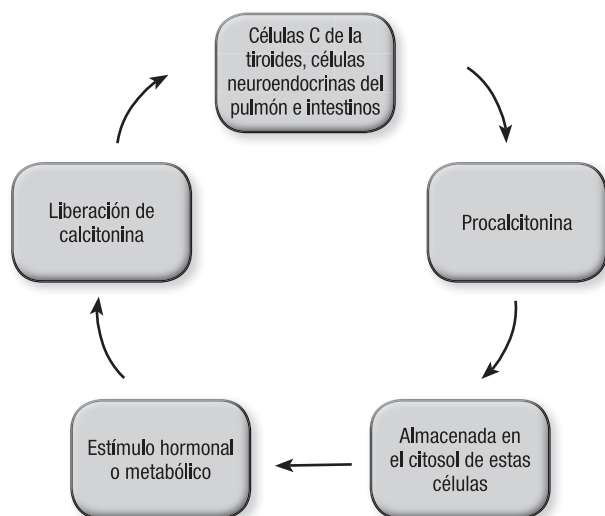 Células C de la
tiroides, células
neuroendocrinas del
pulmón e intestinos
Procalcitonina
Almacenada en
el citosol de estas
células
Estímulo hormonal
o metabólico
Liberación de
calcitonina